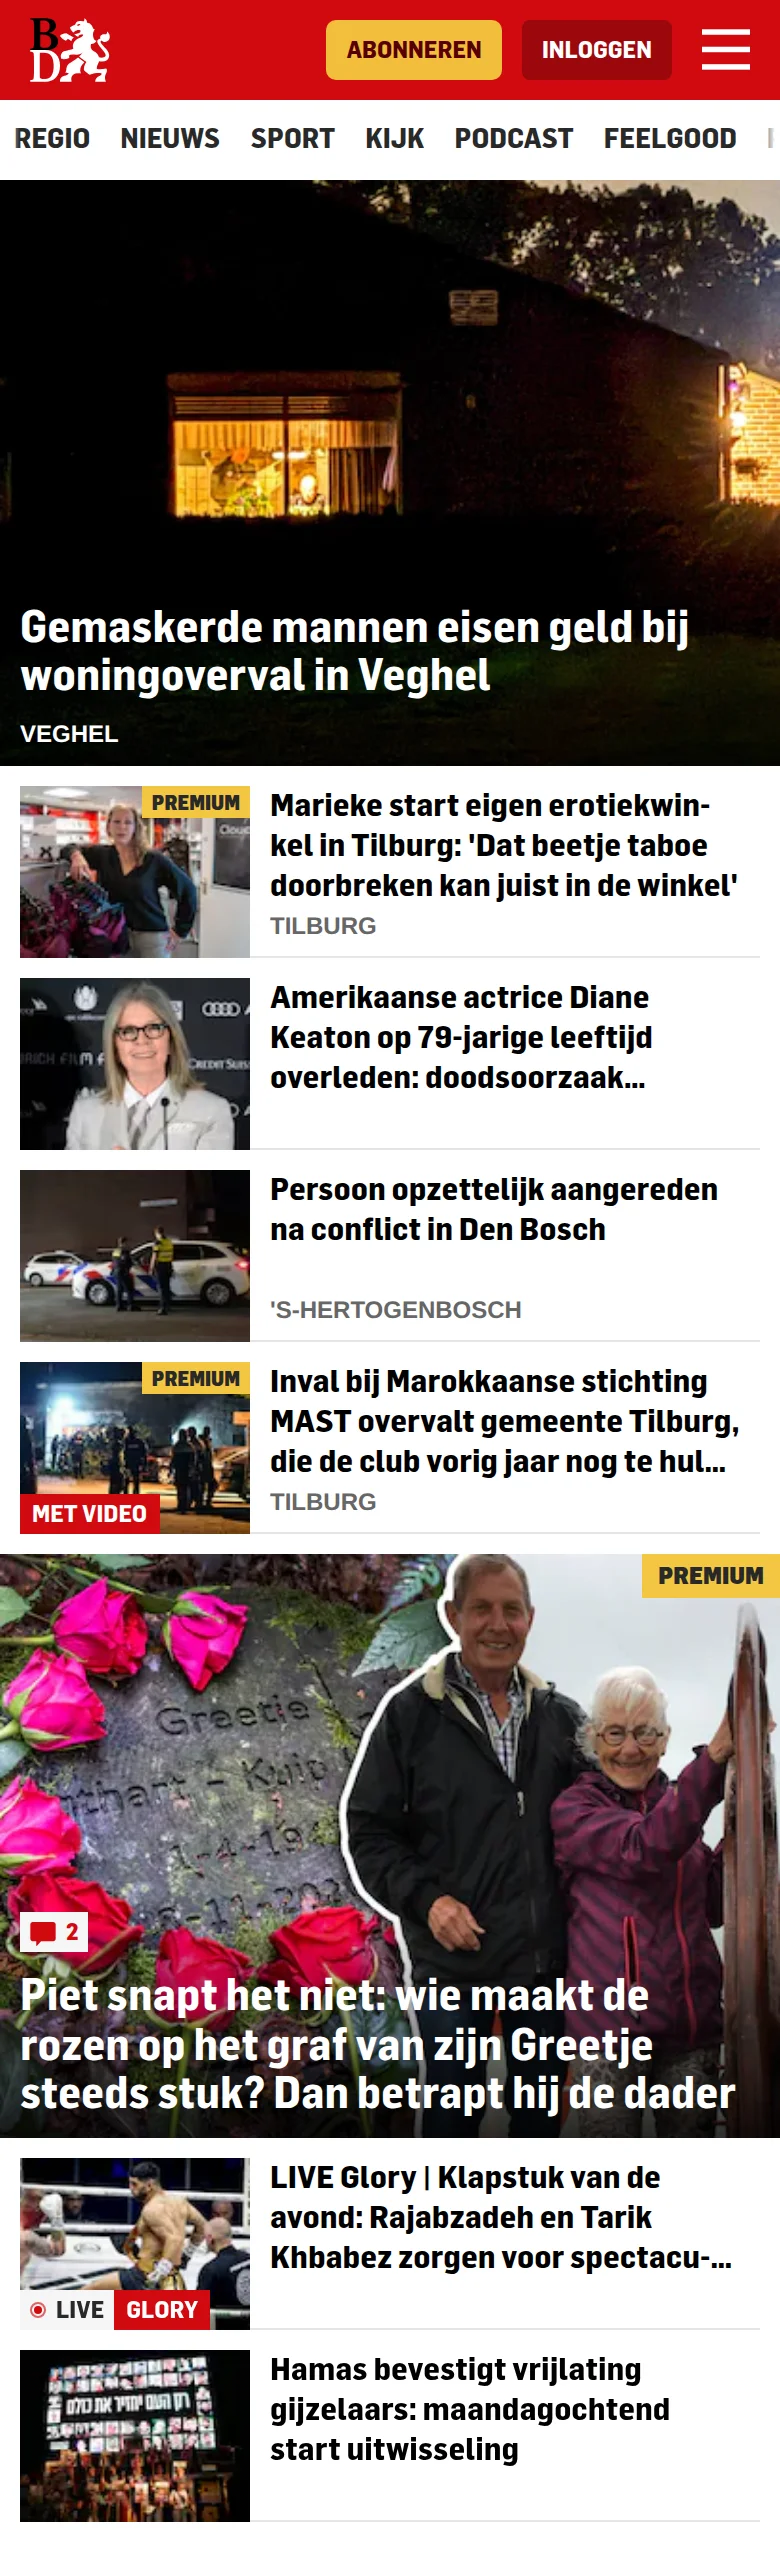 BD
ABONNEREN
INLOGGEN
REGIO NIEUWS SPORT KIJK PODCAST FEELGOOD
Gemaskerde mannen eisen geld bij
woningoverval in Veghel
VEGHEL
PREMIUM
Marieke start eigen erotiekwin-
kel in Tilburg: 'Dat beetje taboe
doorbreken kan juist in de winkel'
TILBURG
CREDIT SUIS
Amerikaanse actrice Diane
Keaton op 79-jarige leeftijd
overleden: doodsoorzaak...
Persoon opzettelijk aangereden
na conflict in Den Bosch
'S-HERTOGENBOSCH
PREMIUM
MET VIDEO
Inval bij Marokkaanse stichting
MAST overvalt gemeente Tilburg,
die de club vorig jaar nog te hul...
TILBURG
PREMIUM
Greetje
2
Piet snapt het niet: wie maakt de
rozen op het graf van zijn Greetje
steeds stuk? Dan betrapt hij de dader
LIVE GLORY
LIVE Glory | Klapstuk van de
avond: Rajabzadeh en Tarik
Khbabez zorgen voor spectacu-...
Hamas bevestigt vrijlating
gijzelaars: maandagochtend
start uitwisseling